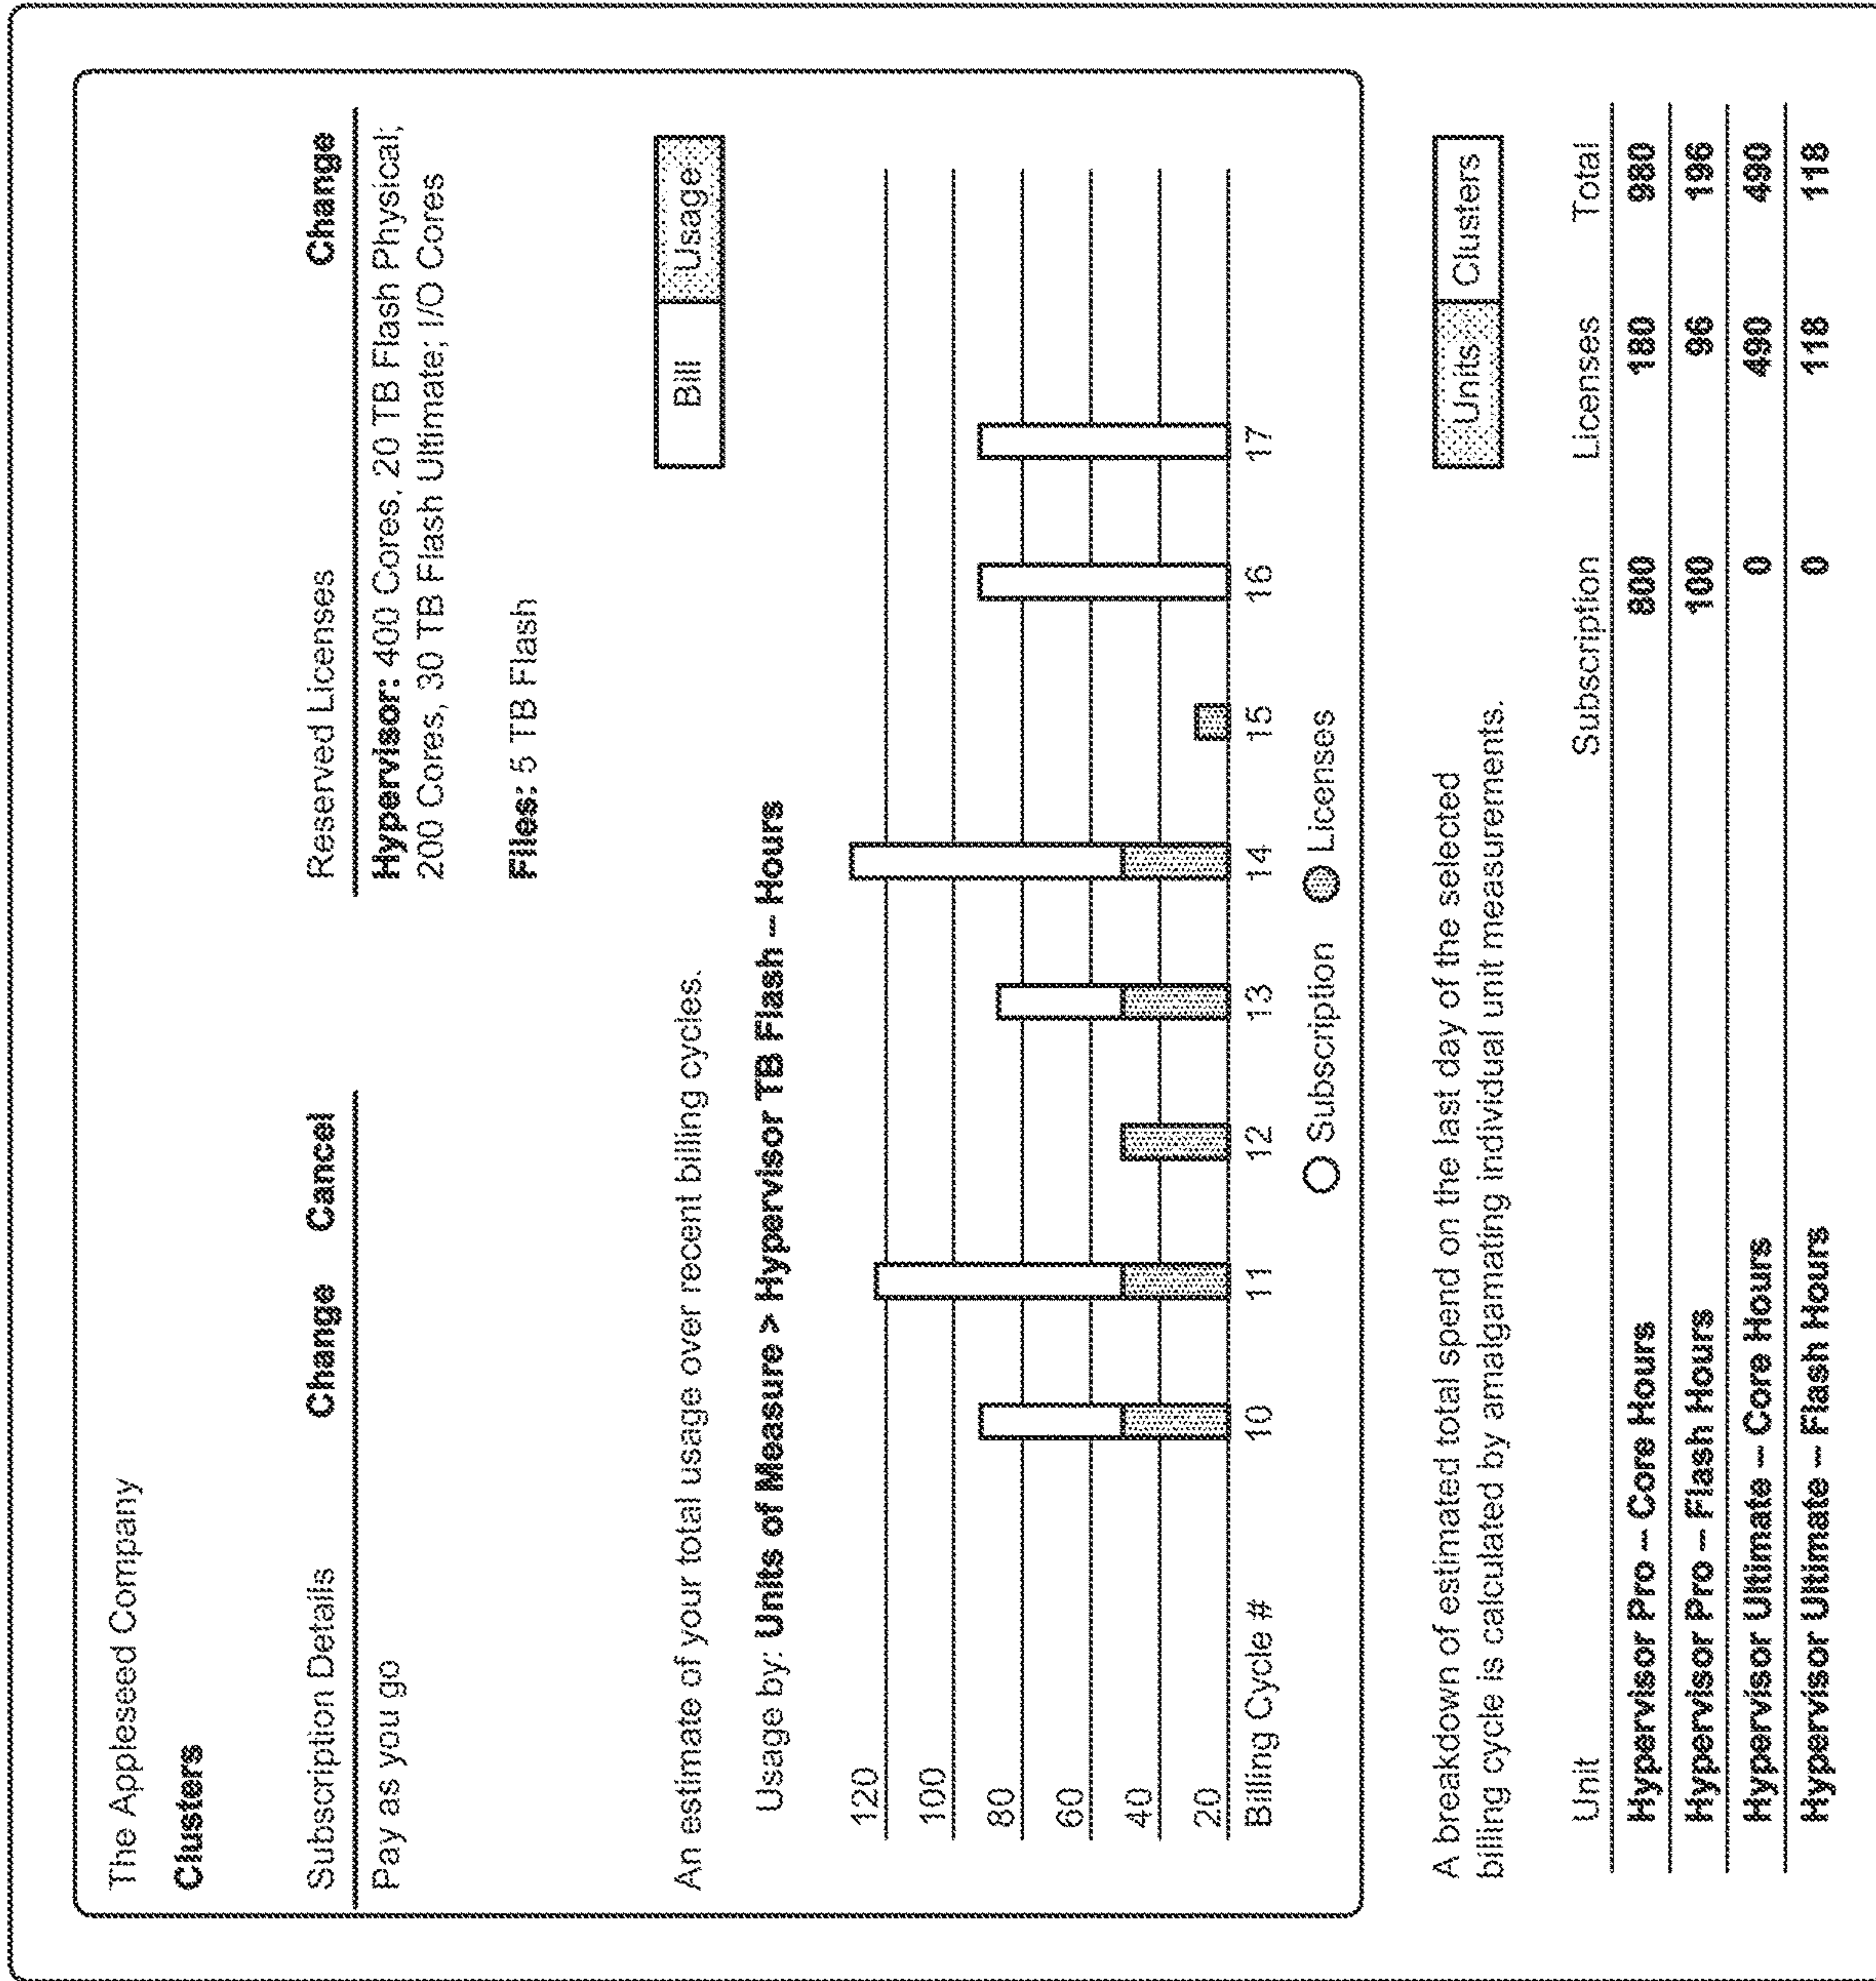 The Appleseed Company
Clusters
Subscription Details Change Cancel
Pay as you go
Reserved Licenses Change
Hypervisor: 400 Cores, 20 TB Flash Physical;
200 Cores, 30 TB Flash Ultimate; I/O Cores
Files: 5 TB Flash
An estimate of your total usage over recent billing cycles.
Bill Usage
Usage by: Units of Measure > Hypervisor TB Flash – Hours
120
100
80
60
40
20
Billing Cycle # 10 11 12 13 14 15 16 17
Subscription Licenses
A breakdown of estimated total spend on the last day of the selected
billing cycle is calculated by amalgamating individual unit measurements.
Units Clusters
Unit Subscription Licenses Total
Hypervisor Pro – Core Hours 800 180 980
Hypervisor Pro – Flash Hours 100 96 196
Hypervisor Ultimate – Core Hours 0 490 490
Hypervisor Ultimate – Flash Hours 0 118 118